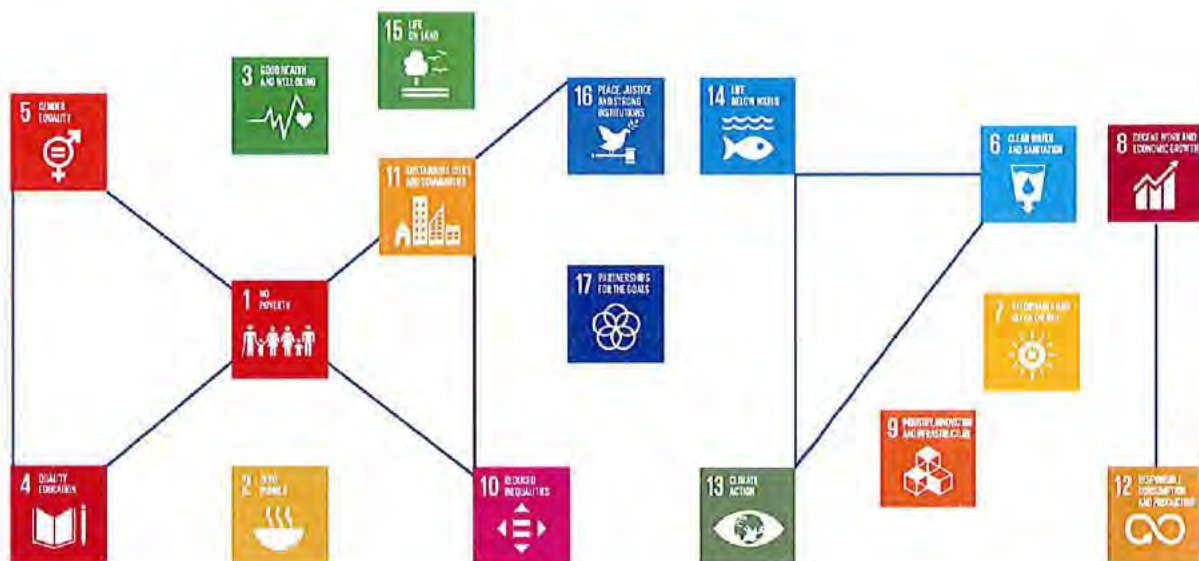 15 LIFE
ON LAND
3 GOOD HEALTH
AND WELL-BEING
5 GENDER
EQUALITY
16 PEACE, JUSTICE
AND STRONG
INSTITUTIONS
14 LIFE
BELOW WATER
6 CLEAN WATER
AND SANITATION
8 DECENT WORK AND
ECONOMIC GROWTH
11 SUSTAINABLE CITIES
AND COMMUNITIES
1 NO
POVERTY
17 PARTNERSHIPS
FOR THE GOALS
7 AFFORDABLE AND
CLEAN ENERGY
9 INDUSTRY, INNOVATION
AND INFRASTRUCTURE
4 QUALITY
EDUCATION
2 ZERO
HUNGER
10 REDUCED
INEQUALITIES
13 CLIMATE
ACTION
12 RESPONSIBLE
CONSUMPTION
AND PRODUCTION